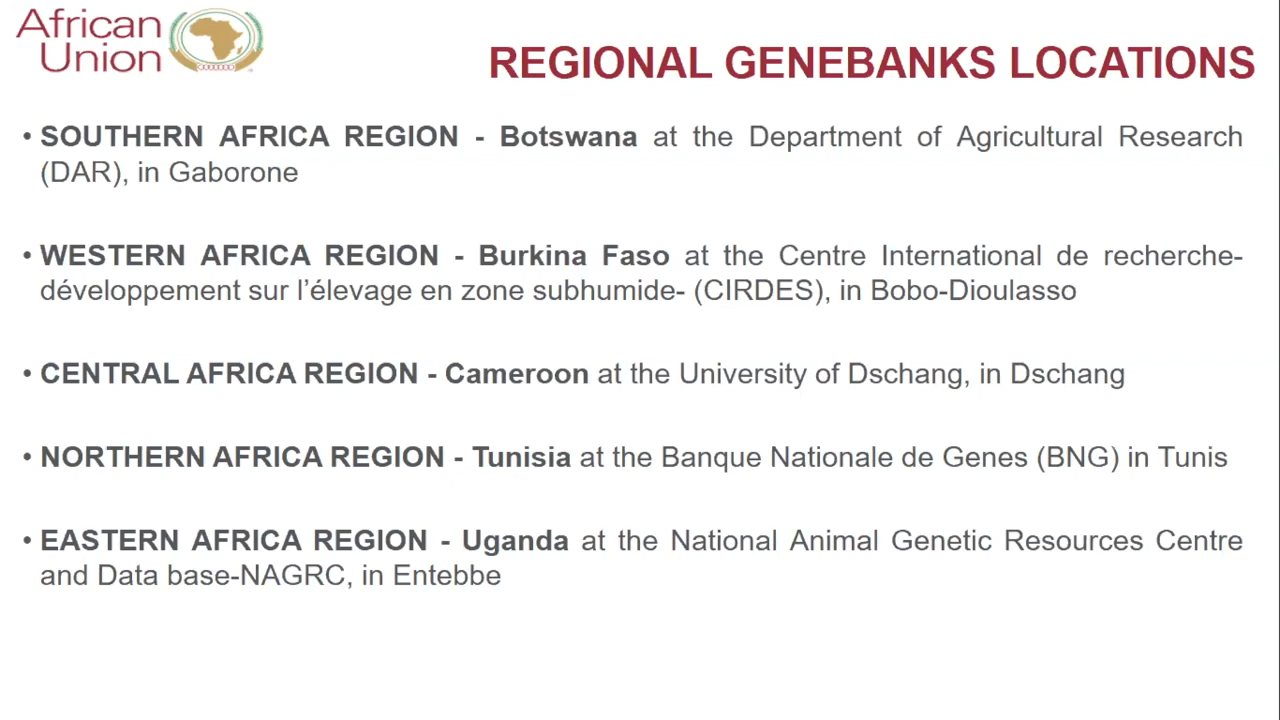 African
Union
REGIONAL GENEBANKS LOCATIONS
• SOUTHERN AFRICA REGION - Botswana at the Department of Agricultural Research
(DAR), in Gaborone
• WESTERN AFRICA REGION - Burkina Faso at the Centre International de recherche-
développement sur l’élevage en zone subhumide- (CIRDES), in Bobo-Dioulasso
• CENTRAL AFRICA REGION - Cameroon at the University of Dschang, in Dschang
• NORTHERN AFRICA REGION - Tunisia at the Banque Nationale de Genes (BNG) in Tunis
• EASTERN AFRICA REGION - Uganda at the National Animal Genetic Resources Centre
and Data base-NAGRC, in Entebbe